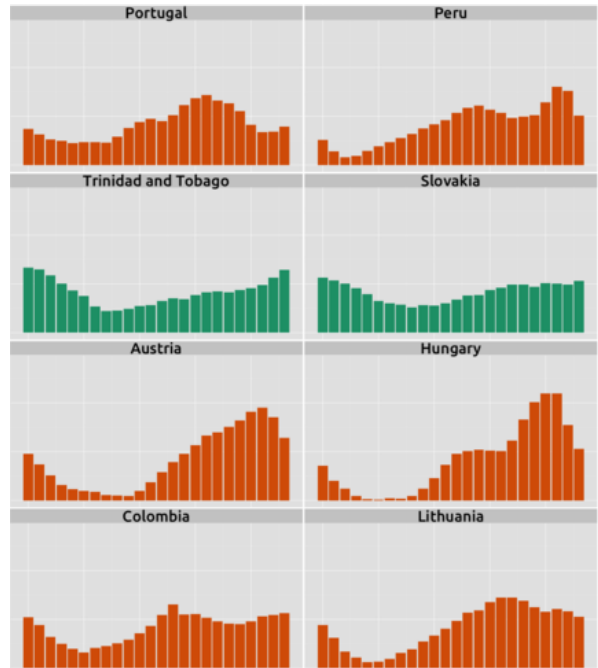 Portugal
Peru
Trinidad and Tobago
Slovakia
Austria
Hungary
Colombia
Lithuania